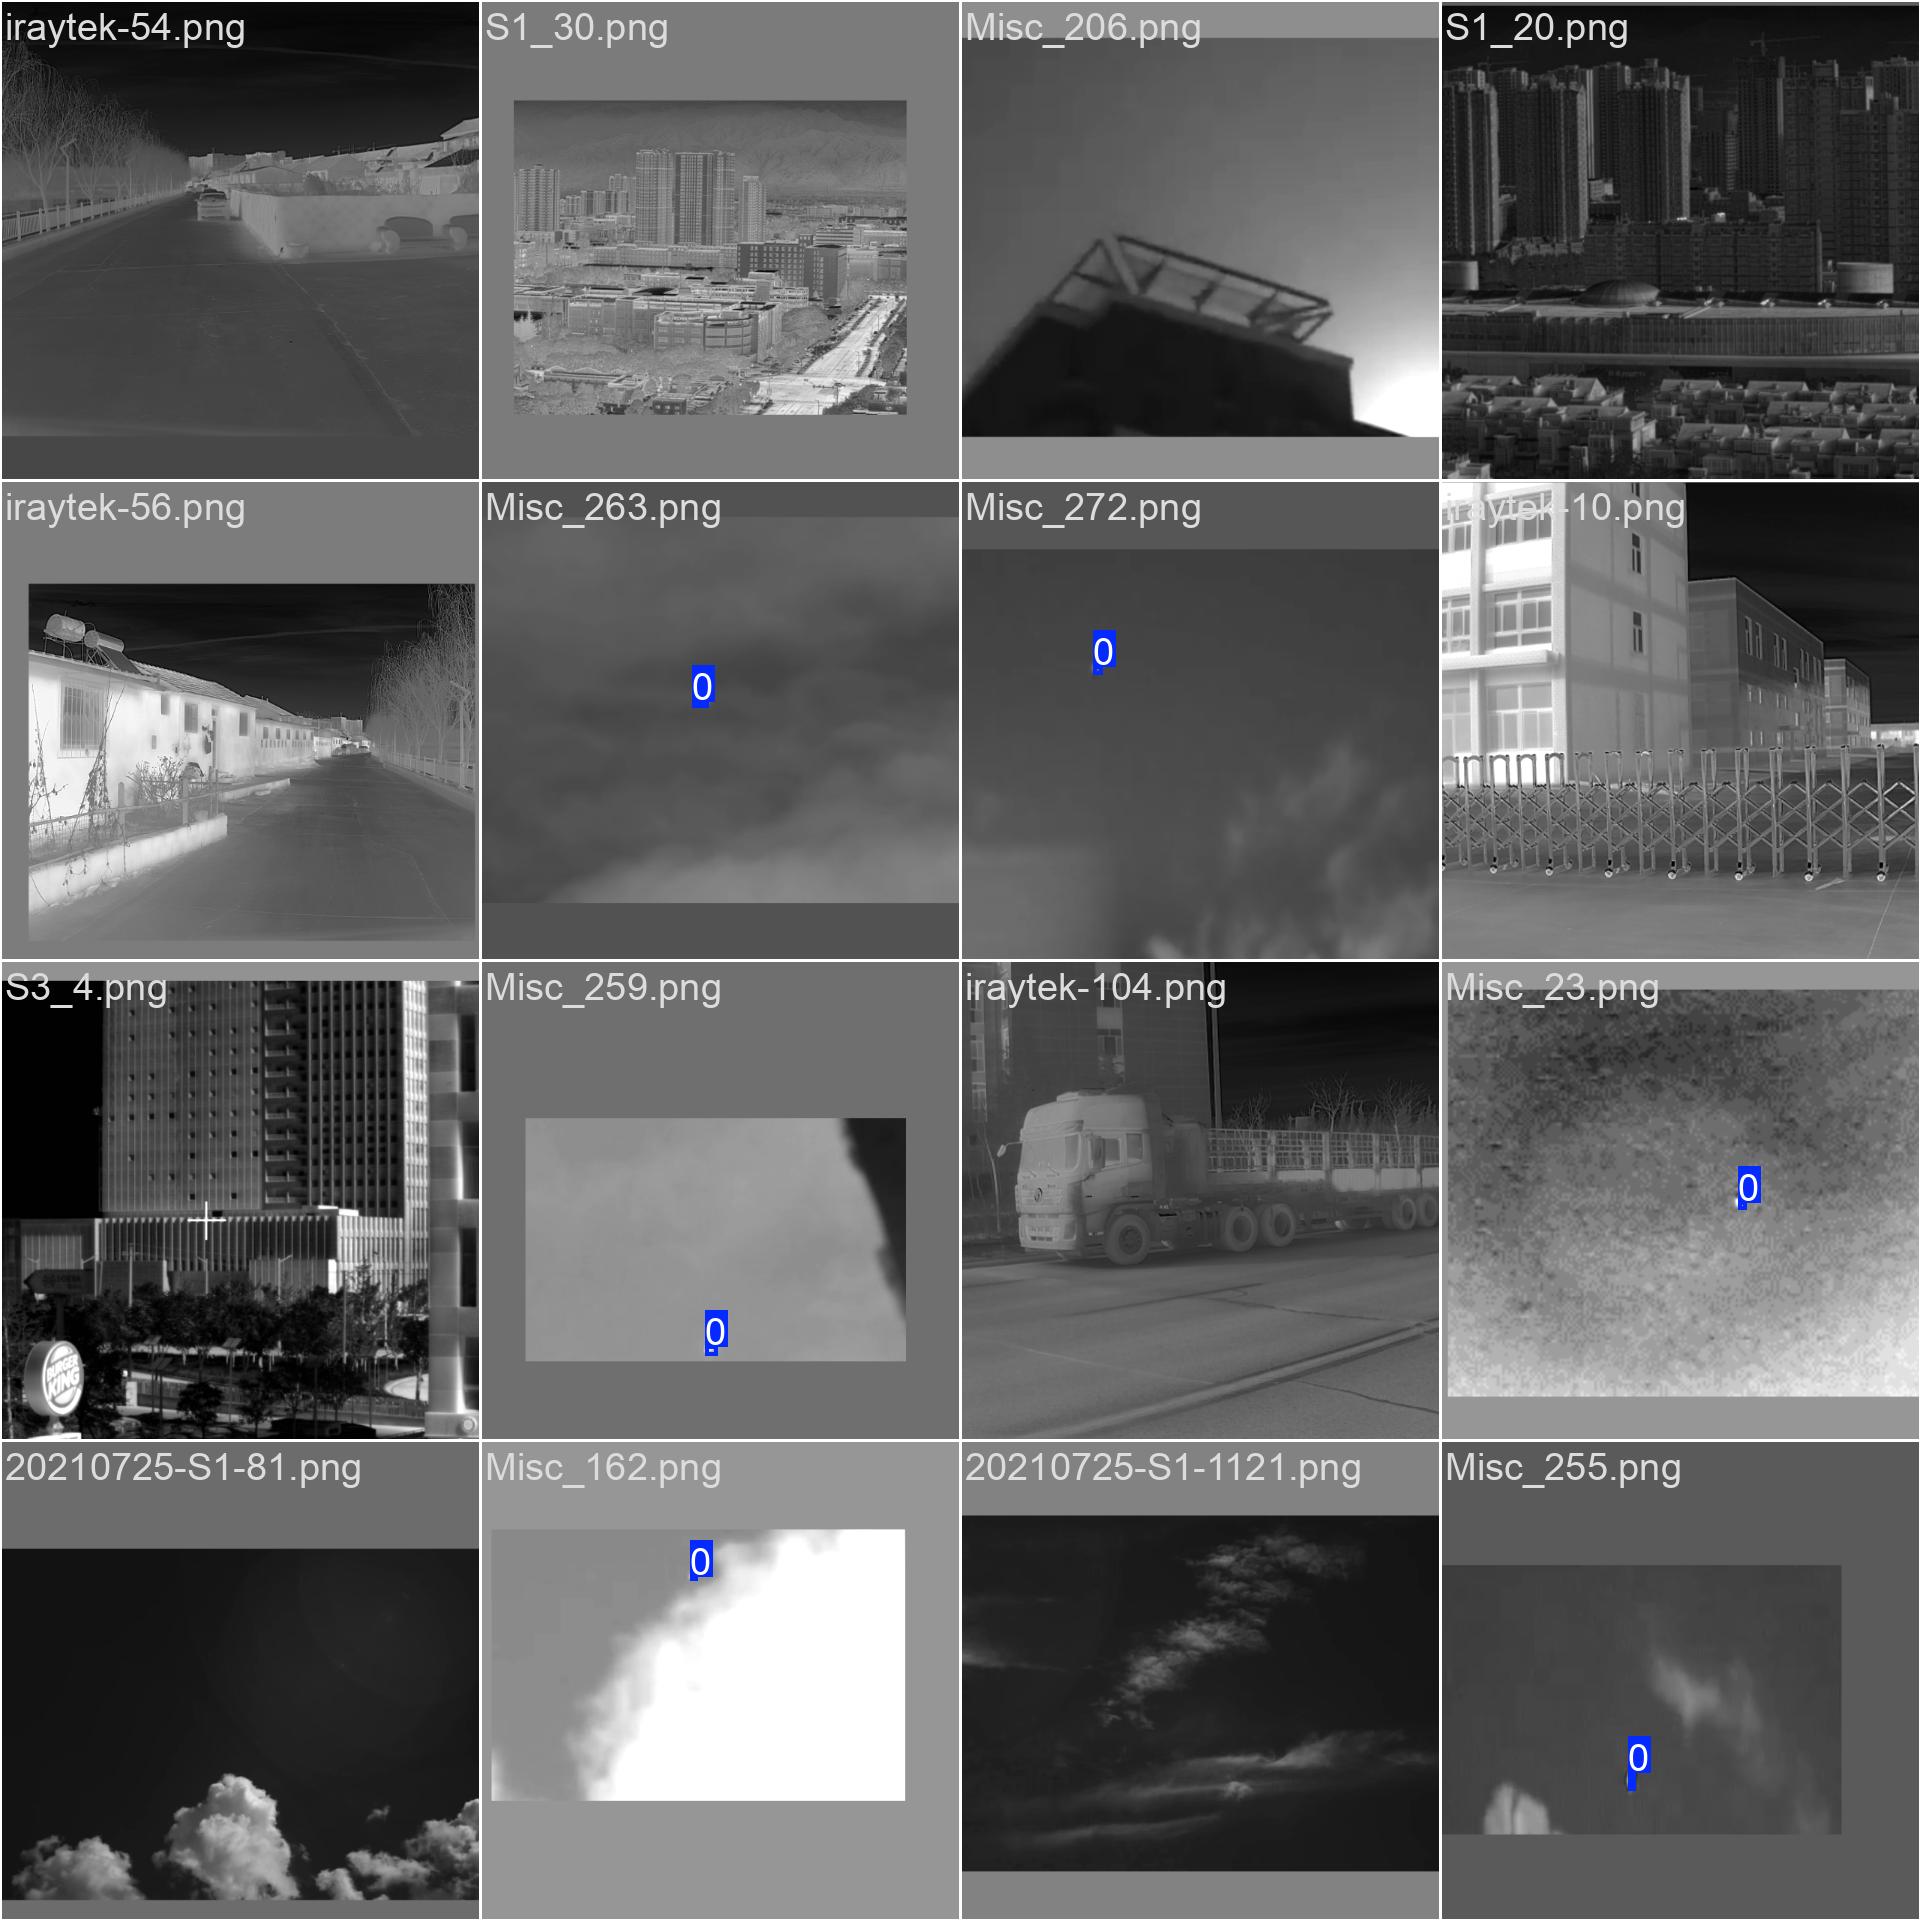 iraytek-54.png
S1_30.png
Misc_206.png
S1_20.png
iraytek-56.png
Misc_263.png
Misc_272.png
iraytek-10.png
0
0
S3_4.png
Misc_259.png
iraytek-104.png
Misc_23.png
0
0
BURGER
KING
20210725-S1-81.png
Misc_162.png
20210725-S1-1121.png
Misc_255.png
0
0